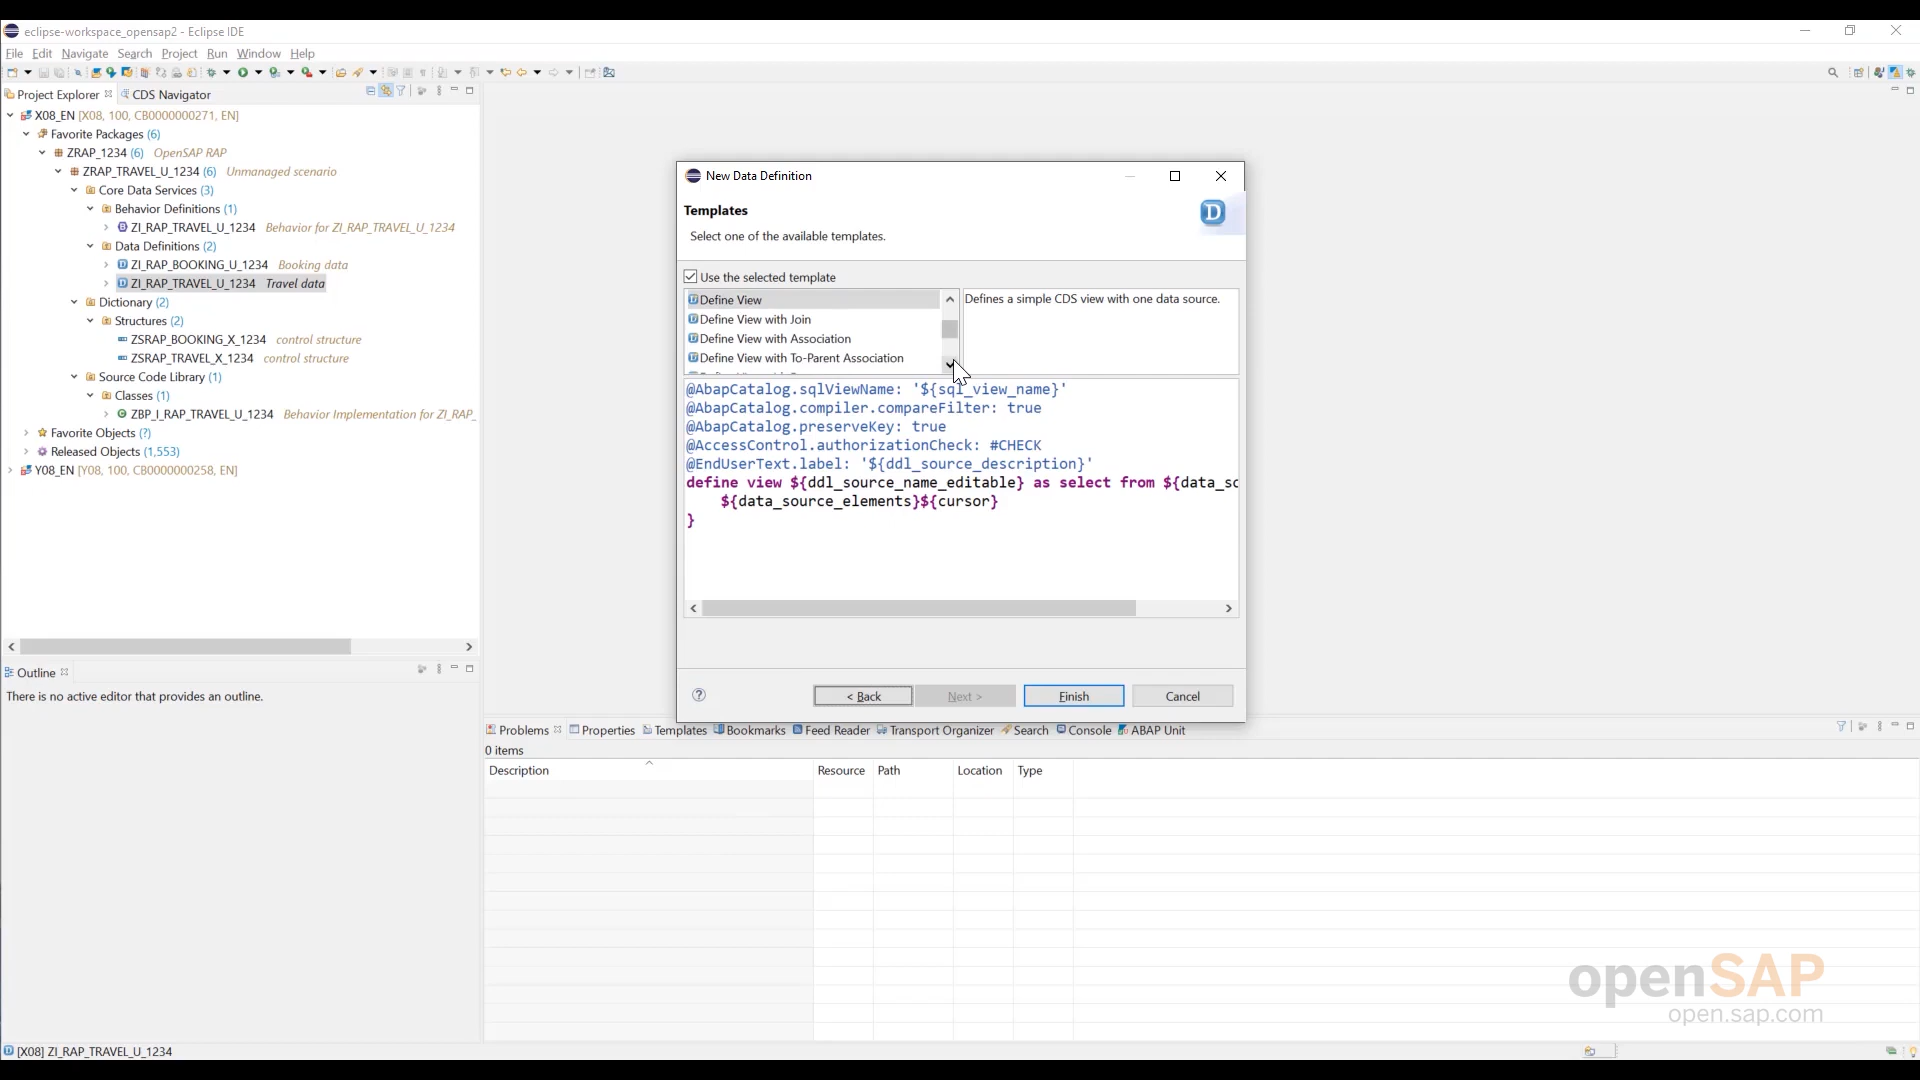 eclipse-workspace_opensap2 - Eclipse IDE
File Edit Navigate Search Project Run Window Help
Project Explorer CDS Navigator
X08_EN [X08, 100, CB0000000271, EN]
Favorite Packages (6)
ZRAP_1234 (6) OpenSAP RAP
ZRAP_TRAVEL_U_1234 (6) Unmanaged scenario
Core Data Services (3)
Behavior Definitions (1)
ZI_RAP_TRAVEL_U_1234 Behavior for ZI_RAP_TRAVEL_U_1234
Data Definitions (2)
ZI_RAP_BOOKING_U_1234 Booking data
ZI_RAP_TRAVEL_U_1234 Travel data
Dictionary (2)
Structures (2)
ZSRAP_BOOKING_X_1234 control structure
ZSRAP_TRAVEL_X_1234 control structure
Source Code Library (1)
Classes (1)
ZBP_I_RAP_TRAVEL_U_1234 Behavior Implementation for ZI_RAP_
Favorite Objects (?)
Released Objects (1,553)
Y08_EN [Y08, 100, CB0000000258, EN]
Outline
There is no active editor that provides an outline.
New Data Definition
Templates
D
Select one of the available templates.
Use the selected template
Define View
Define View with Join
Define View with Association
Define View with To-Parent Association
Defines a simple CDS view with one data source.
@AbapCatalog.sqlViewName: '${sql_view_name}'
@AbapCatalog.compiler.compareFilter: true
@AbapCatalog.preserveKey: true
@AccessControl.authorizationCheck: #CHECK
@EndUserText.label: '${ddl_source_description}'
define view ${ddl_source_name_editable} as select from ${data_sc
${data_source_elements}${cursor}
}
< Back Next > Finish Cancel
Problems Properties Templates Bookmarks Feed Reader Transport Organizer Search Console ABAP Unit
0 items
Description Resource Path Location Type
openSAP
open.sap.com
[X08] ZI_RAP_TRAVEL_U_1234